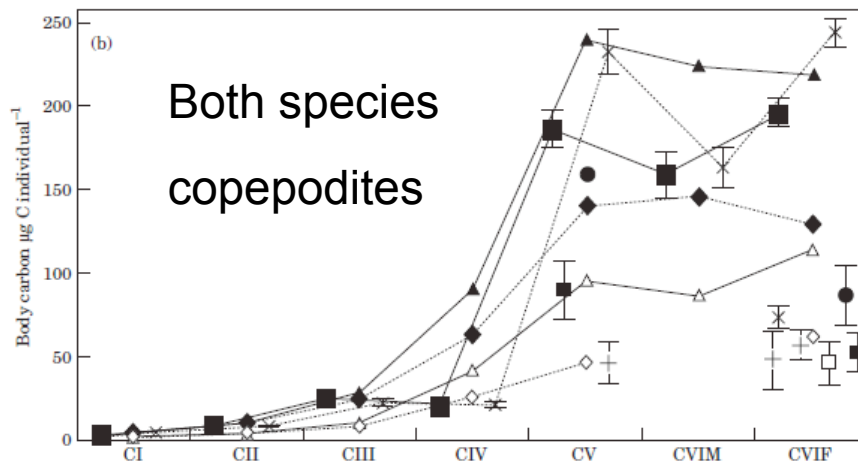 250
(b)
Both species
200
copepodites
150
100
50
0
Body carbon μg C individual⁻¹
CI CII CIII CIV CV CVIM CVIF